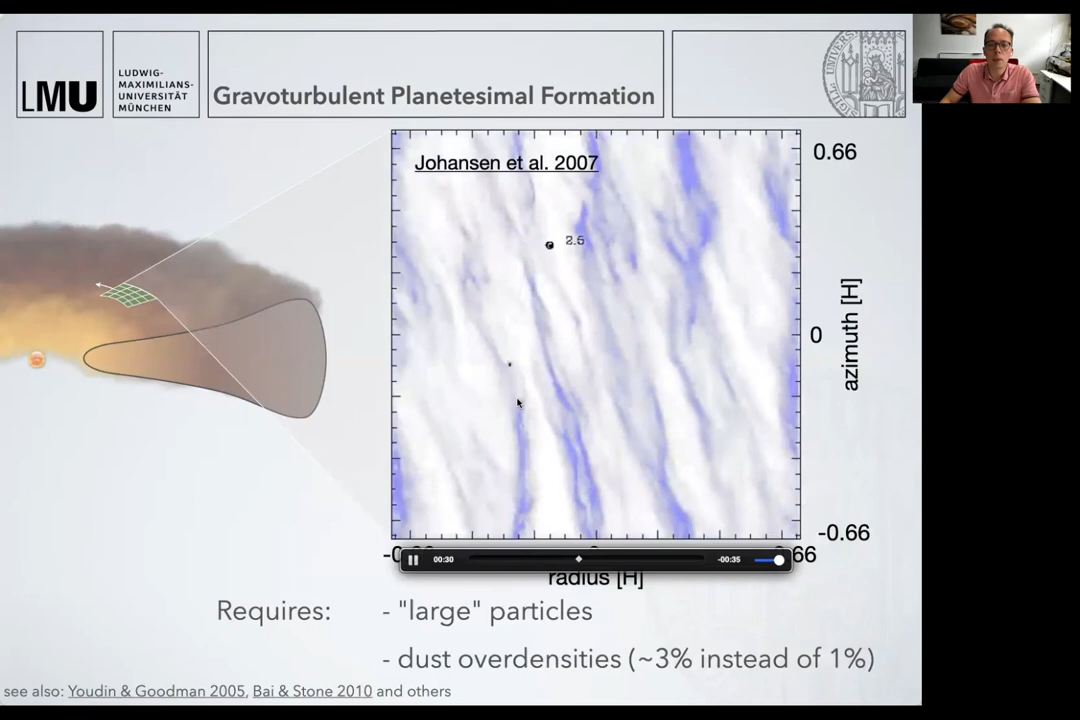 LMU
LUDWIG-
MAXIMILIANS-
UNIVERSITÄT
MÜNCHEN
Gravoturbulent Planetesimal Formation
Johansen et al. 2007
2.5
0.66
0
-0.66
azimuth [H]
00:30
-00:35
radius [H]
Requires:
- "large" particles
- dust overdensities (~3% instead of 1%)
see also: Youdin & Goodman 2005, Bai & Stone 2010 and others